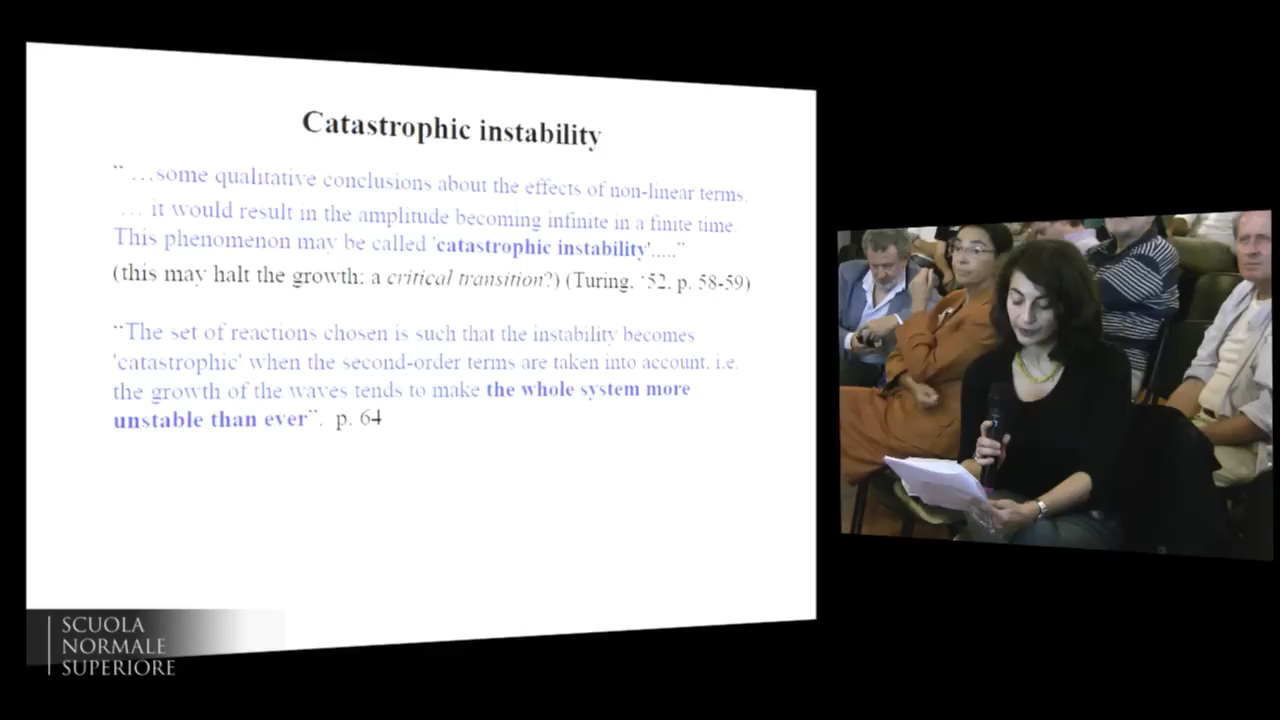 Catastrophic instability
¨ …some qualitative conclusions about the effects of non-linear terms.
… it would result in the amplitude becoming infinite in a finite time.
This phenomenon may be called 'catastrophic instability'.....¨
(this may halt the growth: a critical transition?) (Turing, '52, p. 58-59)
¨The set of reactions chosen is such that the instability becomes
'catastrophic' when the second-order terms are taken into account, i.e.
the growth of the waves tends to make the whole system more
unstable than ever¨. p. 64
SCUOLA
NORMALE
SUPERIORE